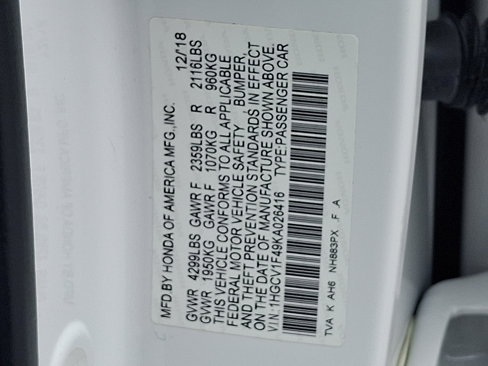 MFD BY HONDA OF AMERICA MFG.,INC. 12/18
GVWR 4299LBS GAWR F 2359LBS R 2116LBS
GVWR 1950KG GAWR F 1070KG R 960KG
THIS VEHICLE CONFORMS TO ALL APPLICABLE
FEDERAL MOTOR VEHICLE SAFETY , BUMPER,
AND THEFT PREVENTION STANDARDS IN EFFECT
ON THE DATE OF MANUFACTURE SHOWN ABOVE.
V.I.N.: 1HGCV1F49KA026416 TYPE:PASSENGER CAR
TVA K AH6 NH883PX F A